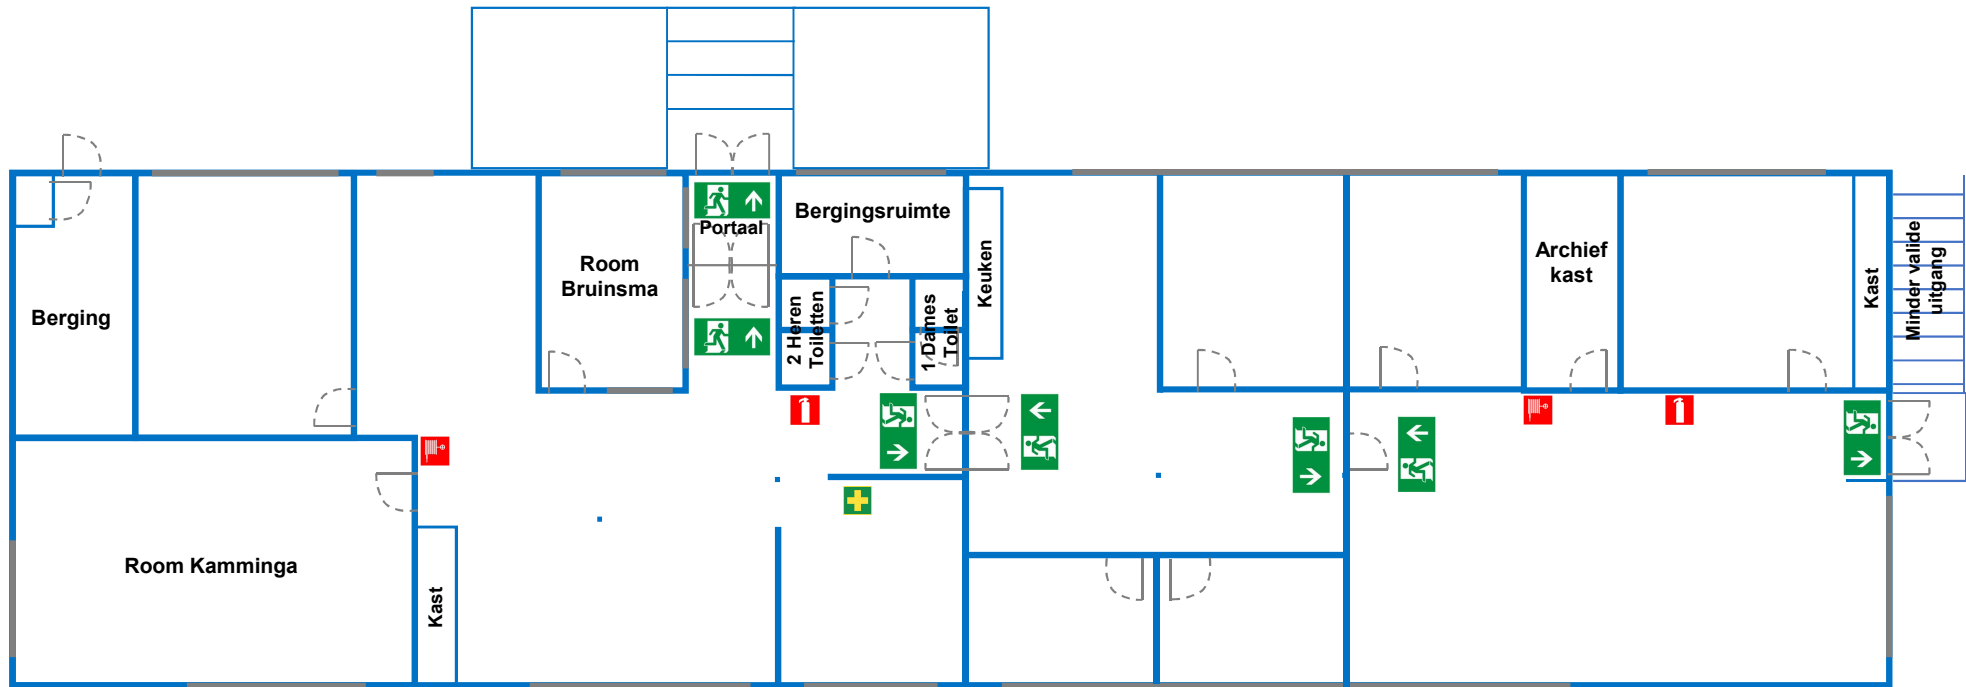 Portaal
Bergingsruimte
Room
Bruinsma
Berging
2 Heren
Toiletten
1 Dames
Toilet
Keuken
Archief
kast
Kast
Minder valide
uitgang
Room Kamminga
Kast